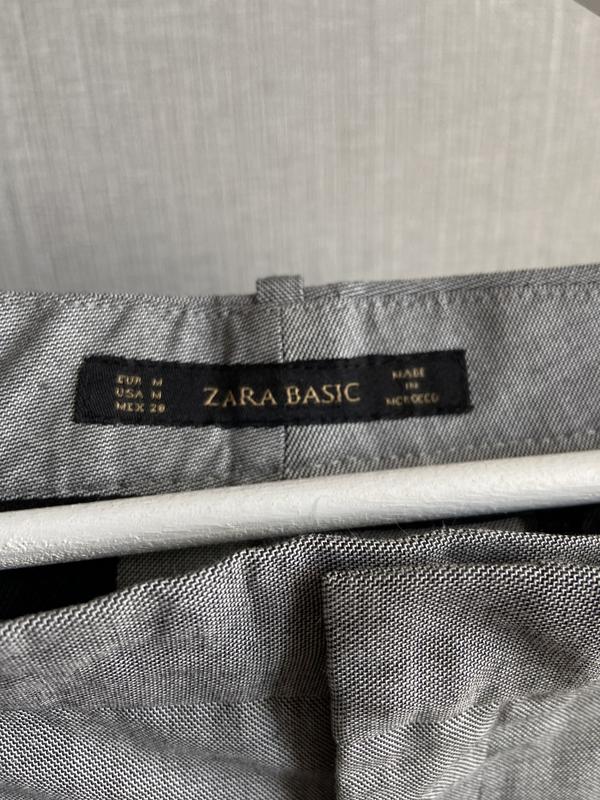 EUR M
USA M
MEX 28
ZARA BASIC
MADE
IN
MOROCCO